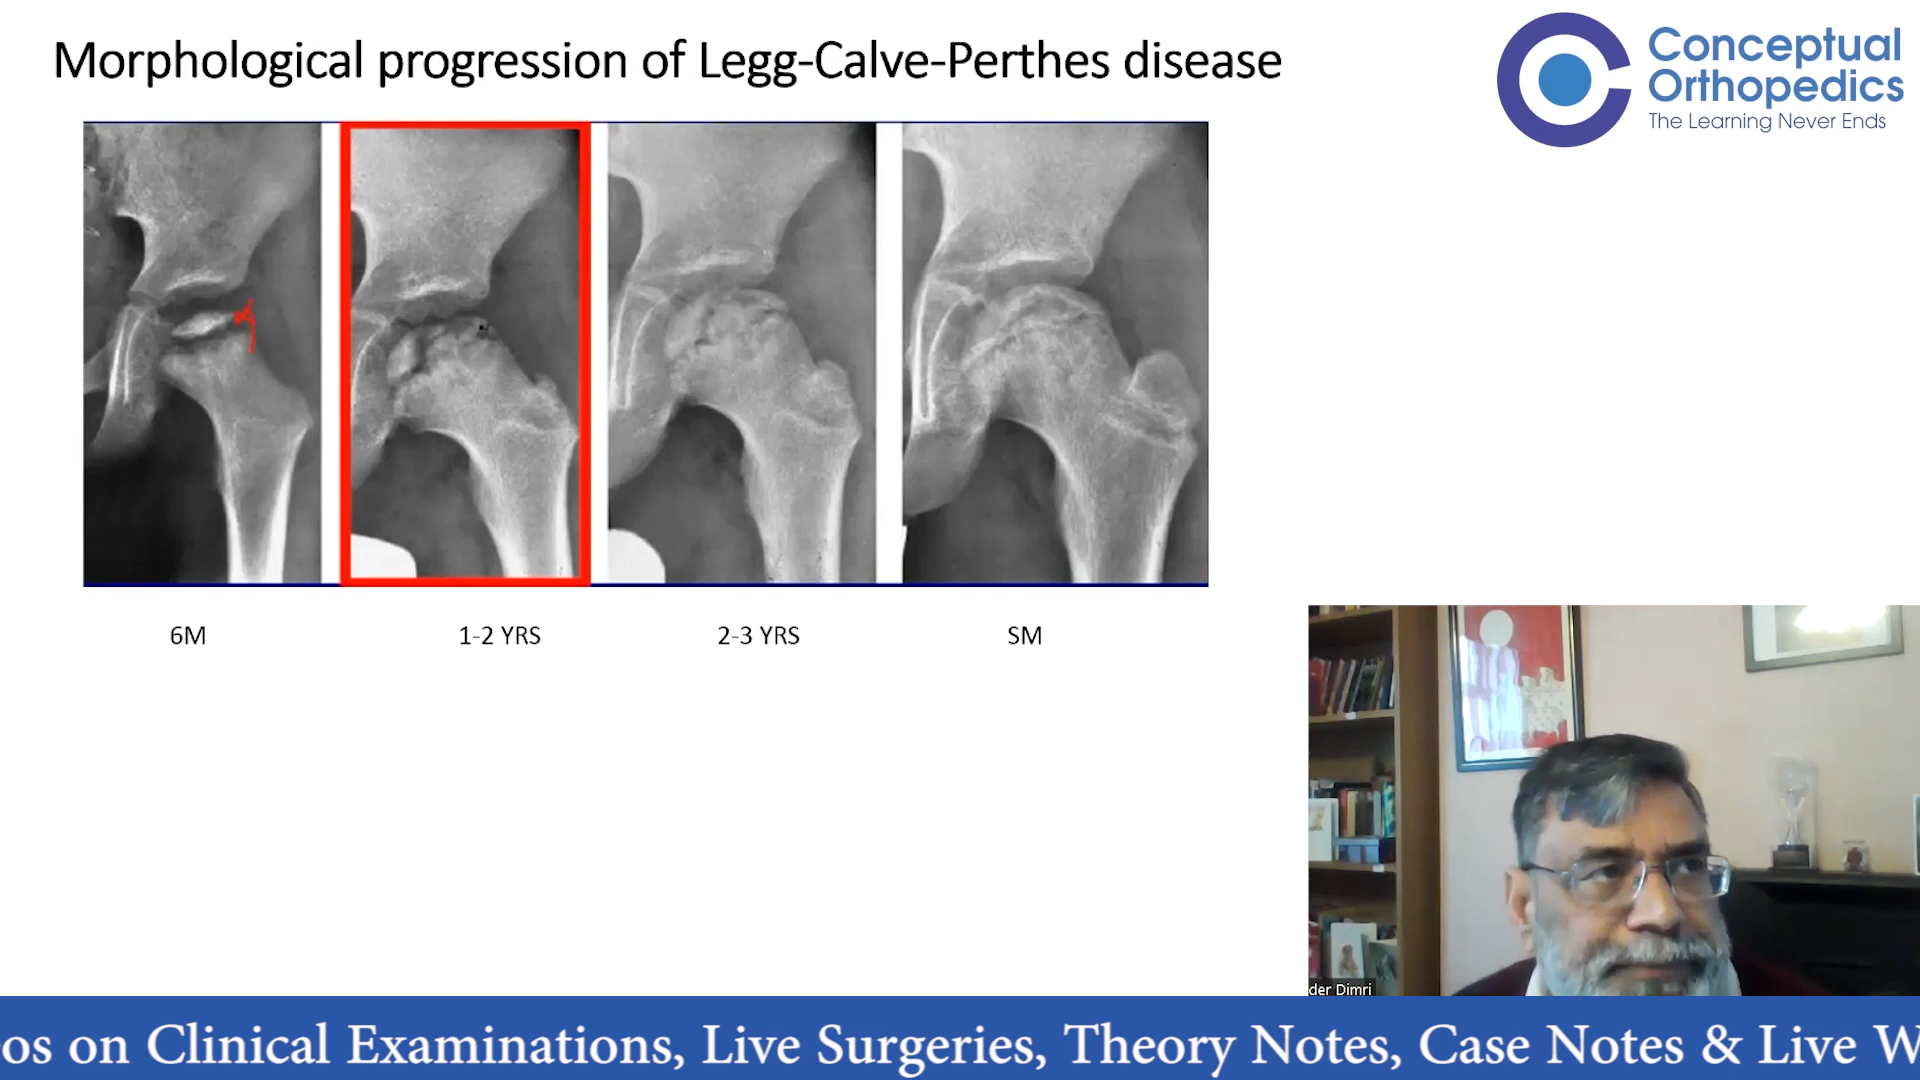 Morphological progression of Legg-Calve-Perthes disease
Conceptual
Orthopedics
The Learning Never Ends
6M
1-2 YRS
2-3 YRS
SM
der Dimri
os on Clinical Examinations, Live Surgeries, Theory Notes, Case Notes & Live W